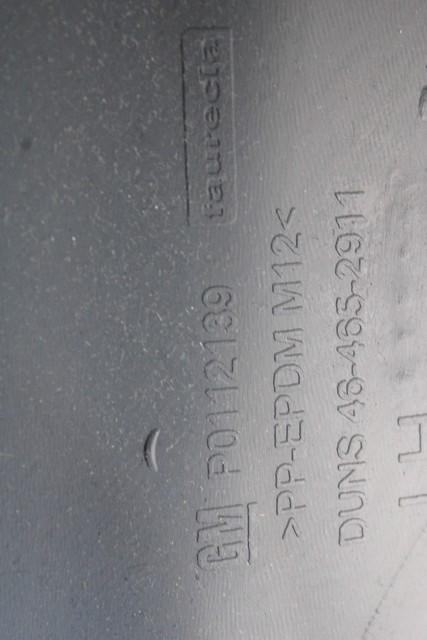 faurecia
GM P0112139
>PP-EPDM M12<
DUNS 46-465-2911